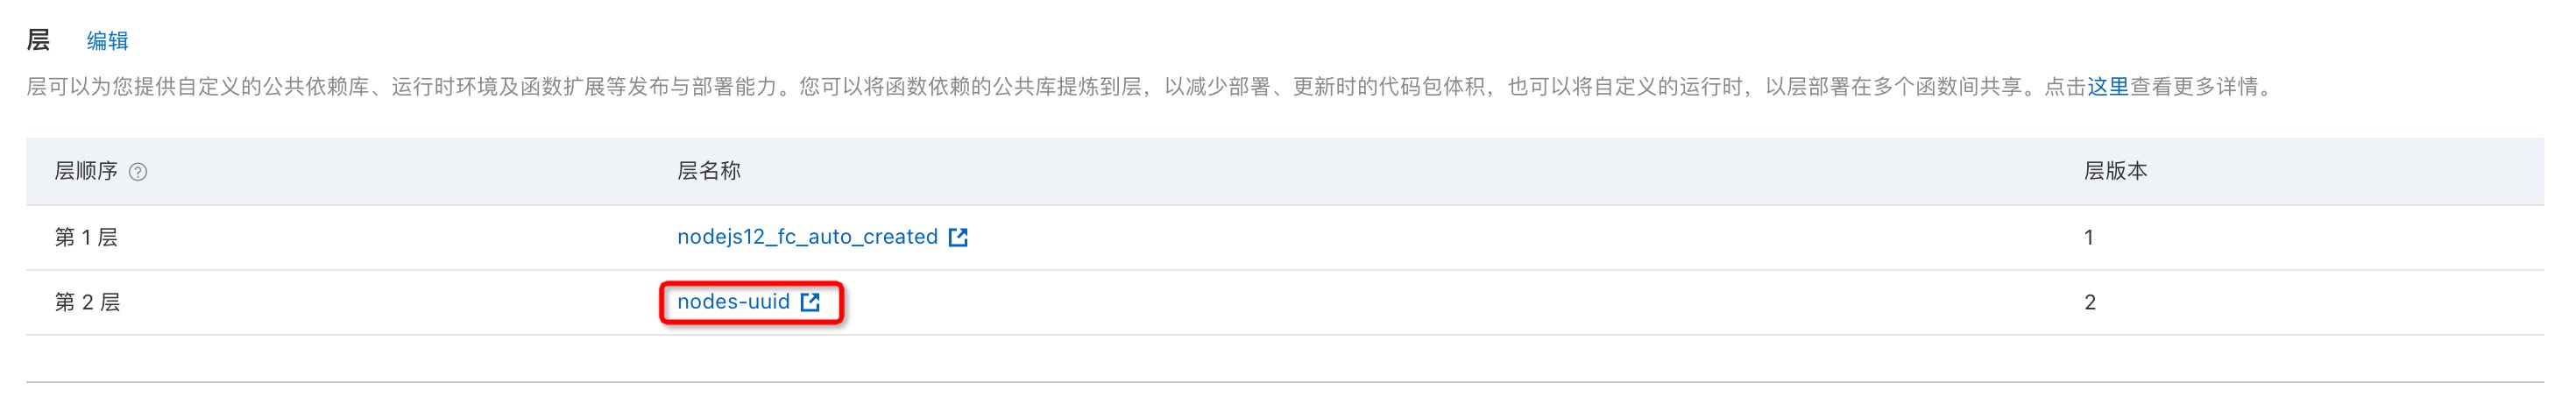 层 编辑
层可以为您提供自定义的公共依赖库、运行时环境及函数扩展等发布与部署能力。您可以将函数依赖的公共库提炼到层，以减少部署、更新时的代码包体积，也可以将自定义的运行时，以层部署在多个函数间共享。点击这里查看更多详情。
层顺序 ? 层名称 层版本
第 1 层 nodejs12_fc_auto_created 1
第 2 层 nodes-uuid 2